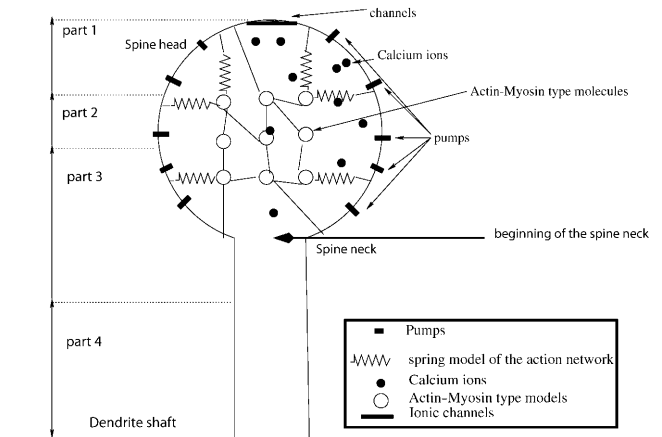 channels
part 1
Spine head
Calcium ions
Actin-Myosin type molecules
part 2
pumps
part 3
beginning of the spine neck
Spine neck
part 4
Pumps
spring model of the action network
Calcium ions
Actin-Myosin type models
Ionic channels
Dendrite shaft